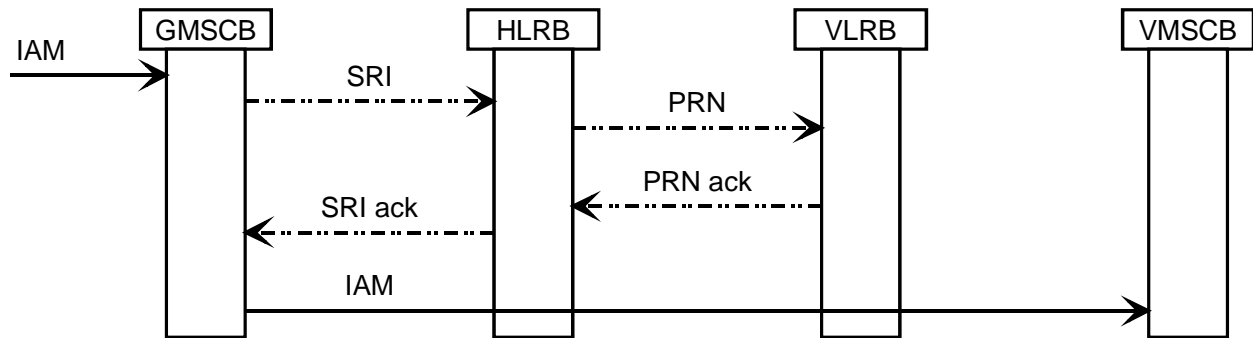 GMSCB
HLRB
VLRB
VMSCB
IAM
SRI
PRN
PRN ack
SRI ack
IAM